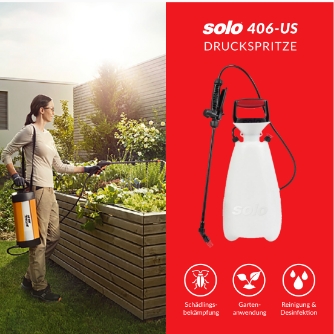 solo 406-US
DRUCKSPRITZE
solo
Schädlings-
bekämpfung
Garten-
anwendung
Reinigung &
Desinfektion